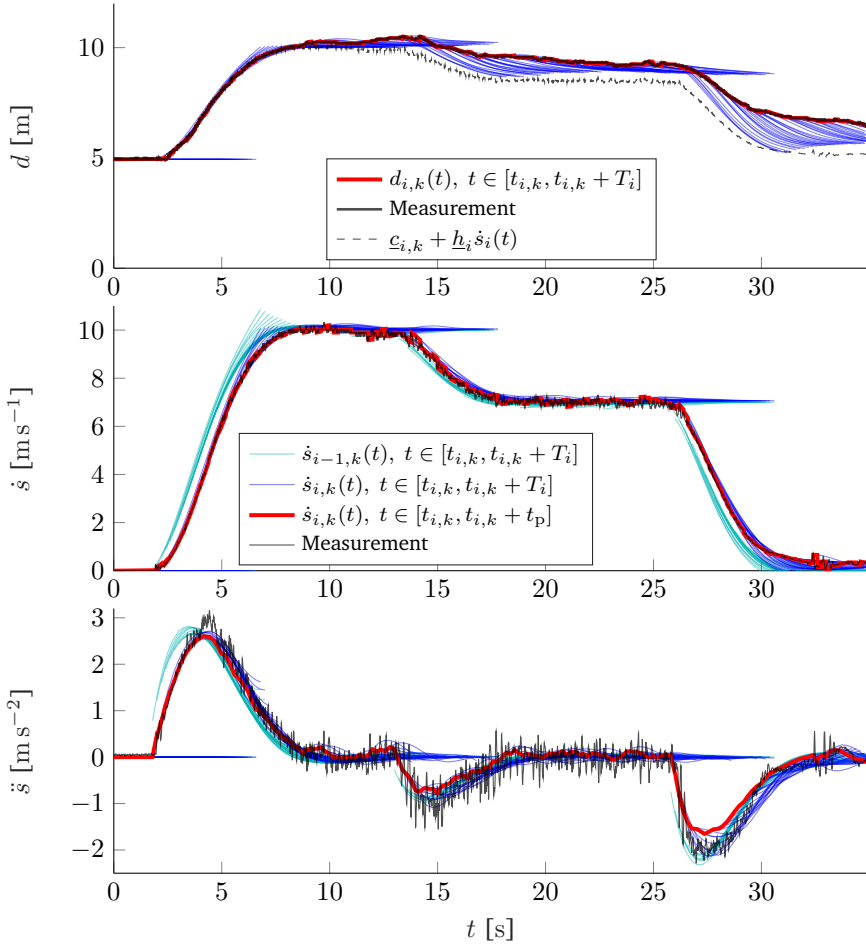 10
5
0
d [m]
d_{i,k}(t), t ∈ [t_{i,k}, t_{i,k} + T_i]
Measurement
c_{i,k} + h_i ṡ_i(t)
0 5 10 15 20 25 30
10
8
6
4
2
0
ṡ [m s⁻¹]
ṡ_{i−1,k}(t), t ∈ [t_{i,k}, t_{i,k} + T_i]
ṡ_{i,k}(t), t ∈ [t_{i,k}, t_{i,k} + T_i]
ṡ_{i,k}(t), t ∈ [t_{i,k}, t_{i,k} + t_p]
Measurement
0 5 10 15 20 25 30
3
2
1
0
−1
−2
s̈ [m s⁻²]
0 5 10 15 20 25 30
t [s]